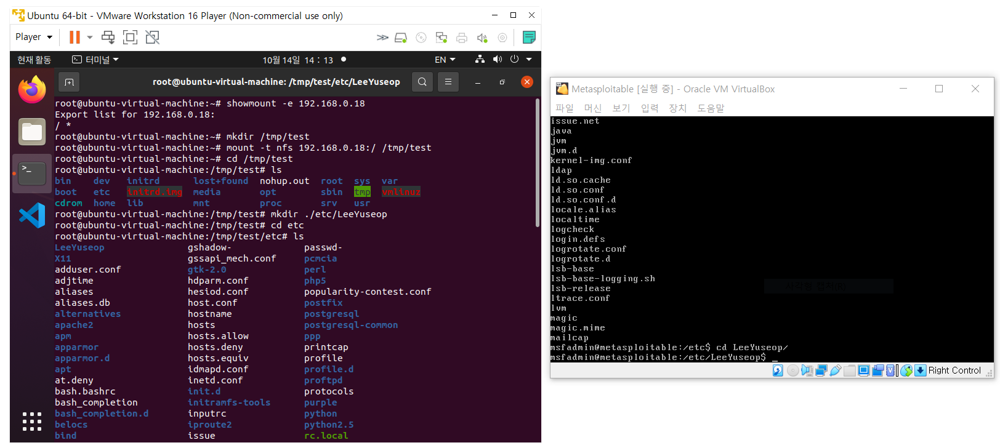 Ubuntu 64-bit - VMware Workstation 16 Player (Non-commercial use only)
Player
현재 활동 터미널 10월 14일 14 : 13 EN
root@ubuntu-virtual-machine: /tmp/test/etc/LeeYuseop
root@ubuntu-virtual-machine:~# showmount -e 192.168.0.18
Export list for 192.168.0.18:
/ *
root@ubuntu-virtual-machine:~# mkdir /tmp/test
root@ubuntu-virtual-machine:~# mount -t nfs 192.168.0.18:/ /tmp/test
root@ubuntu-virtual-machine:~# cd /tmp/test
root@ubuntu-virtual-machine:/tmp/test# ls
bin dev initrd lost+found nohup.out root sys var
boot etc initrd.img media opt sbin tmp vmlinuz
cdrom home lib mnt proc srv usr
root@ubuntu-virtual-machine:/tmp/test# mkdir ./etc/LeeYuseop
root@ubuntu-virtual-machine:/tmp/test# cd etc
root@ubuntu-virtual-machine:/tmp/test/etc# ls
LeeYuseop gshadow- passwd-
X11 gssapi_mech.conf pcmcia
adduser.conf gtk-2.0 perl
adjtime hdparm.conf php5
aliases hesiod.conf popularity-contest.conf
aliases.db host.conf postfix
alternatives hostname postgresql
apache2 hosts postgresql-common
apm hosts.allow ppp
apparmor hosts.deny printcap
apparmor.d hosts.equiv profile
apt idmapd.conf profile.d
at.deny inetd.conf proftpd
bash.bashrc init.d protocols
bash_completion initramfs-tools purple
bash_completion.d inputrc python
belocs iproute2 python2.5
bind issue rc.local
Metasploitable [실행 중] - Oracle VM VirtualBox
파일 머신 보기 입력 장치 도움말
issue.net
java
jvm
jvm.d
kernel-img.conf
ldap
ld.so.cache
ld.so.conf
ld.so.conf.d
locale.alias
localtime
logcheck
login.defs
logrotate.conf
logrotate.d
lsb-base
lsb-base-logging.sh
lsb-release
ltrace.conf
lvm
magic
magic.mime
mailcap
msfadmin@metasploitable:/etc$ cd LeeYuseop/
msfadmin@metasploitable:/etc/LeeYuseop$ _
사각형 캡처(R)
Right Control